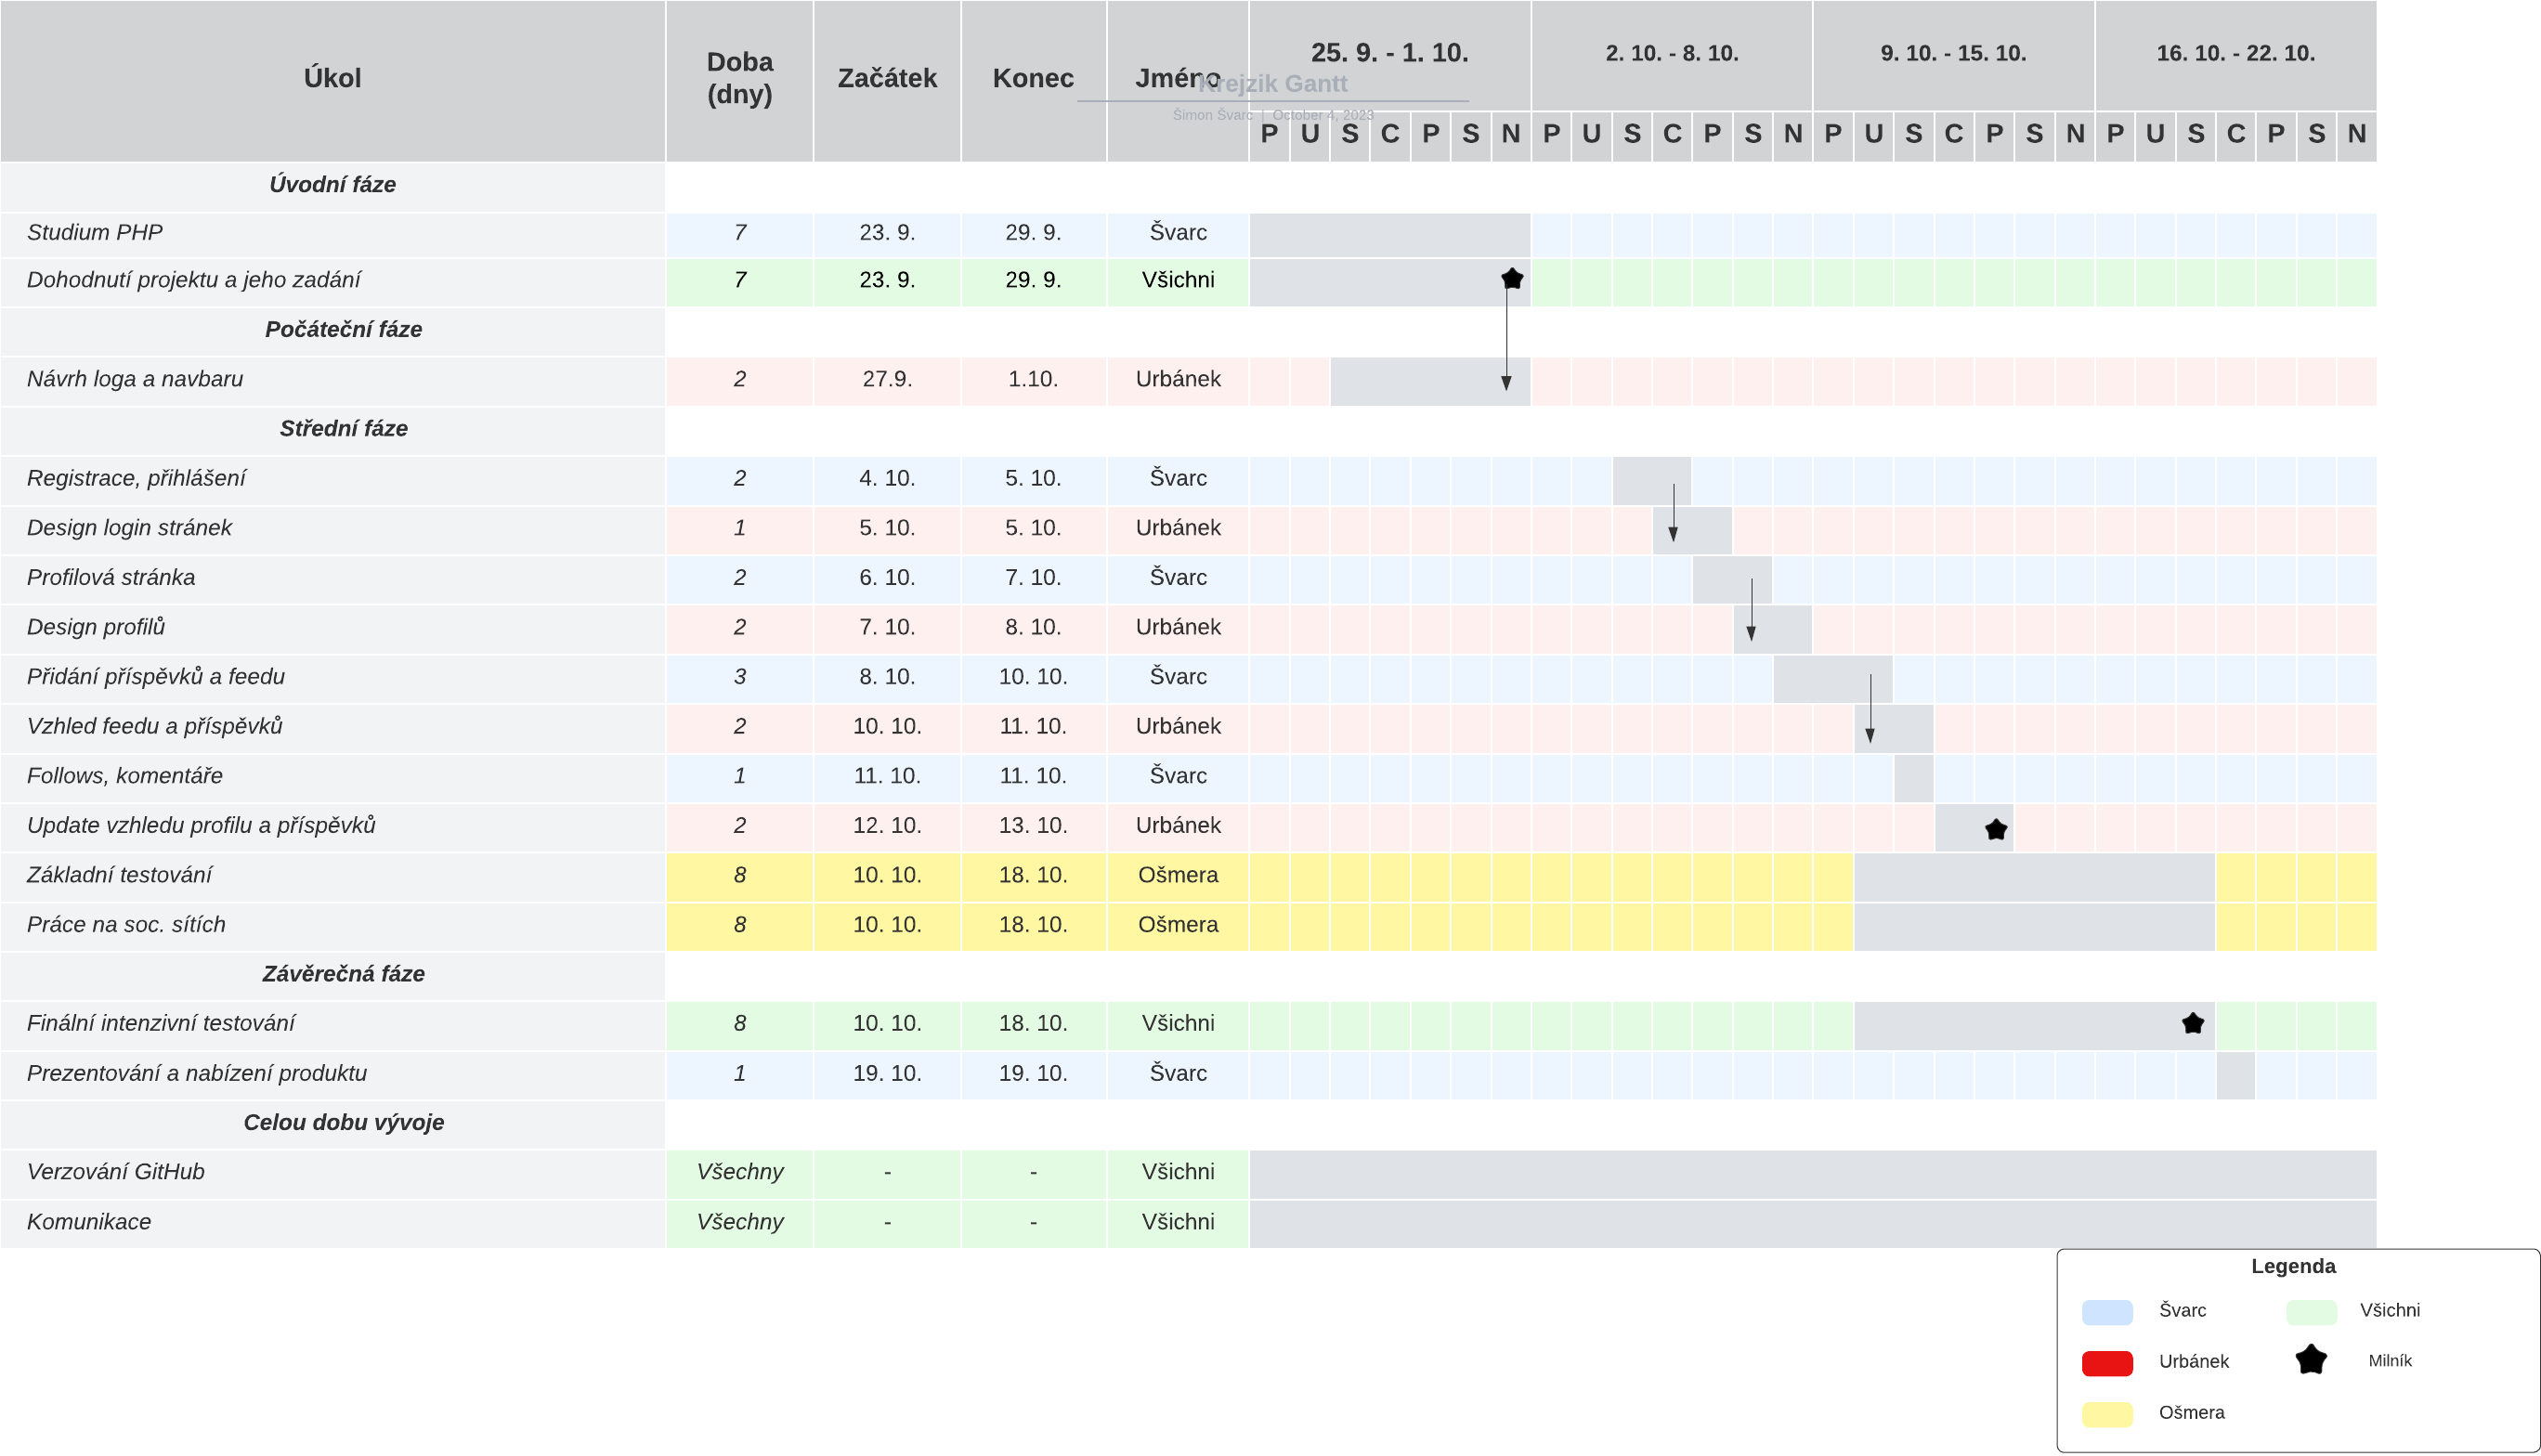 Úkol Doba (dny) Začátek Konec Jméno 25. 9. - 1. 10. 2. 10. - 8. 10. 9. 10. - 15. 10. 16. 10. - 22. 10.
Krejzik Gantt
Šimon Švarc | October 4, 2023
P U S C P S N P U S C P S N P U S C P S N P U S C P S N
Úvodní fáze
Studium PHP 7 23. 9. 29. 9. Švarc
Dohodnutí projektu a jeho zadání 7 23. 9. 29. 9. Všichni
Počáteční fáze
Návrh loga a navbaru 2 27.9. 1.10. Urbánek
Střední fáze
Registrace, přihlášení 2 4. 10. 5. 10. Švarc
Design login stránek 1 5. 10. 5. 10. Urbánek
Profilová stránka 2 6. 10. 7. 10. Švarc
Design profilů 2 7. 10. 8. 10. Urbánek
Přidání příspěvků a feedu 3 8. 10. 10. 10. Švarc
Vzhled feedu a příspěvků 2 10. 10. 11. 10. Urbánek
Follows, komentáře 1 11. 10. 11. 10. Švarc
Update vzhledu profilu a příspěvků 2 12. 10. 13. 10. Urbánek
Základní testování 8 10. 10. 18. 10. Ošmera
Práce na soc. sítích 8 10. 10. 18. 10. Ošmera
Závěrečná fáze
Finální intenzivní testování 8 10. 10. 18. 10. Všichni
Prezentování a nabízení produktu 1 19. 10. 19. 10. Švarc
Celou dobu vývoje
Verzování GitHub Všechny - - Všichni
Komunikace Všechny - - Všichni
Legenda
Švarc Všichni
Urbánek Milník
Ošmera